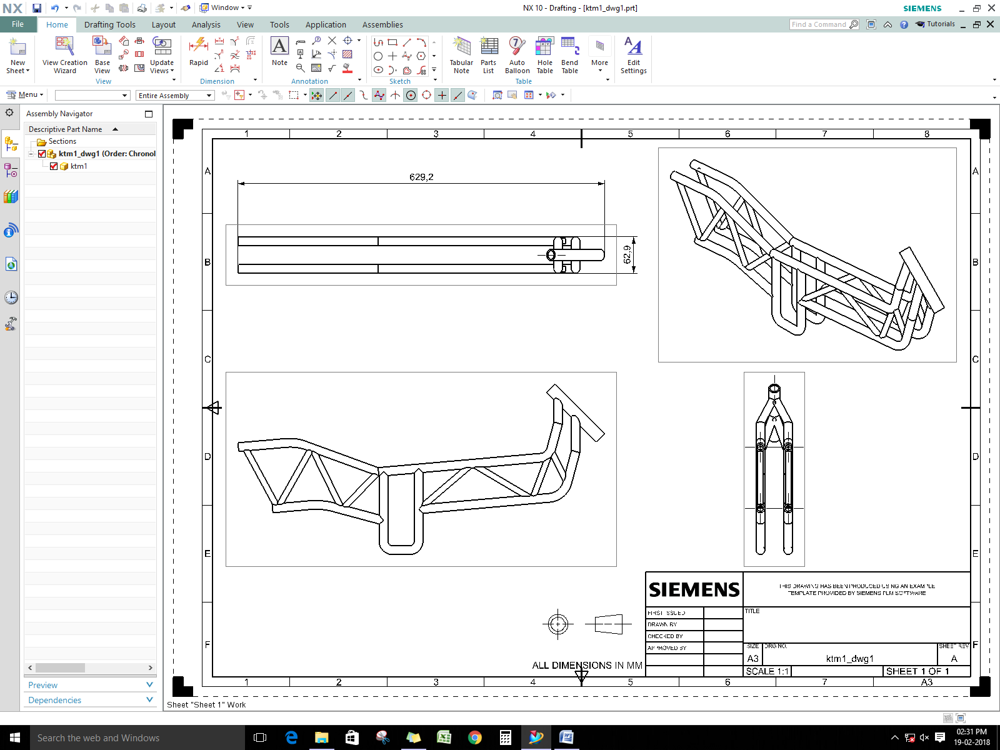 NX
Window
NX 10 - Drafting - [ktm1_dwg1.prt]
SIEMENS
File
Home
Drafting Tools
Layout
Analysis
View
Tools
Application
Assemblies
Find a Command
Tutorials
New Sheet
View Creation Wizard
Base View
Update Views
View
Rapid
Dimension
Note
Annotation
Sketch
Tabular Note
Parts List
Auto Balloon
Hole Table
Bend Table
More
Table
Edit Settings
Menu
Entire Assembly
Assembly Navigator
Descriptive Part Name
Sections
ktm1_dwg1 (Order: Chronol
ktm1
Preview
Dependencies
1 2 3 4 5 6 7 8
A A
629,2
B B
62,9
C C
D D
E E
SIEMENS
THIS DRAWING HAS BEEN PRODUCED USING AN EXAMPLE
TEMPLATE PROVIDED BY SIEMENS PLM SOFTWARE
FIRST ISSUED
TITLE
DRAWN BY
CHECKED BY
APPROVED BY
SIZE DRG NO. SHEET REV
F F
A3 ktm1_dwg1 A
ALL DIMENSIONS IN MM
SCALE 1:1 SHEET 1 OF 1
1 2 3 4 5 6 7 A3
Sheet "Sheet 1" Work
Search the web and Windows
02:31 PM
19-02-2018